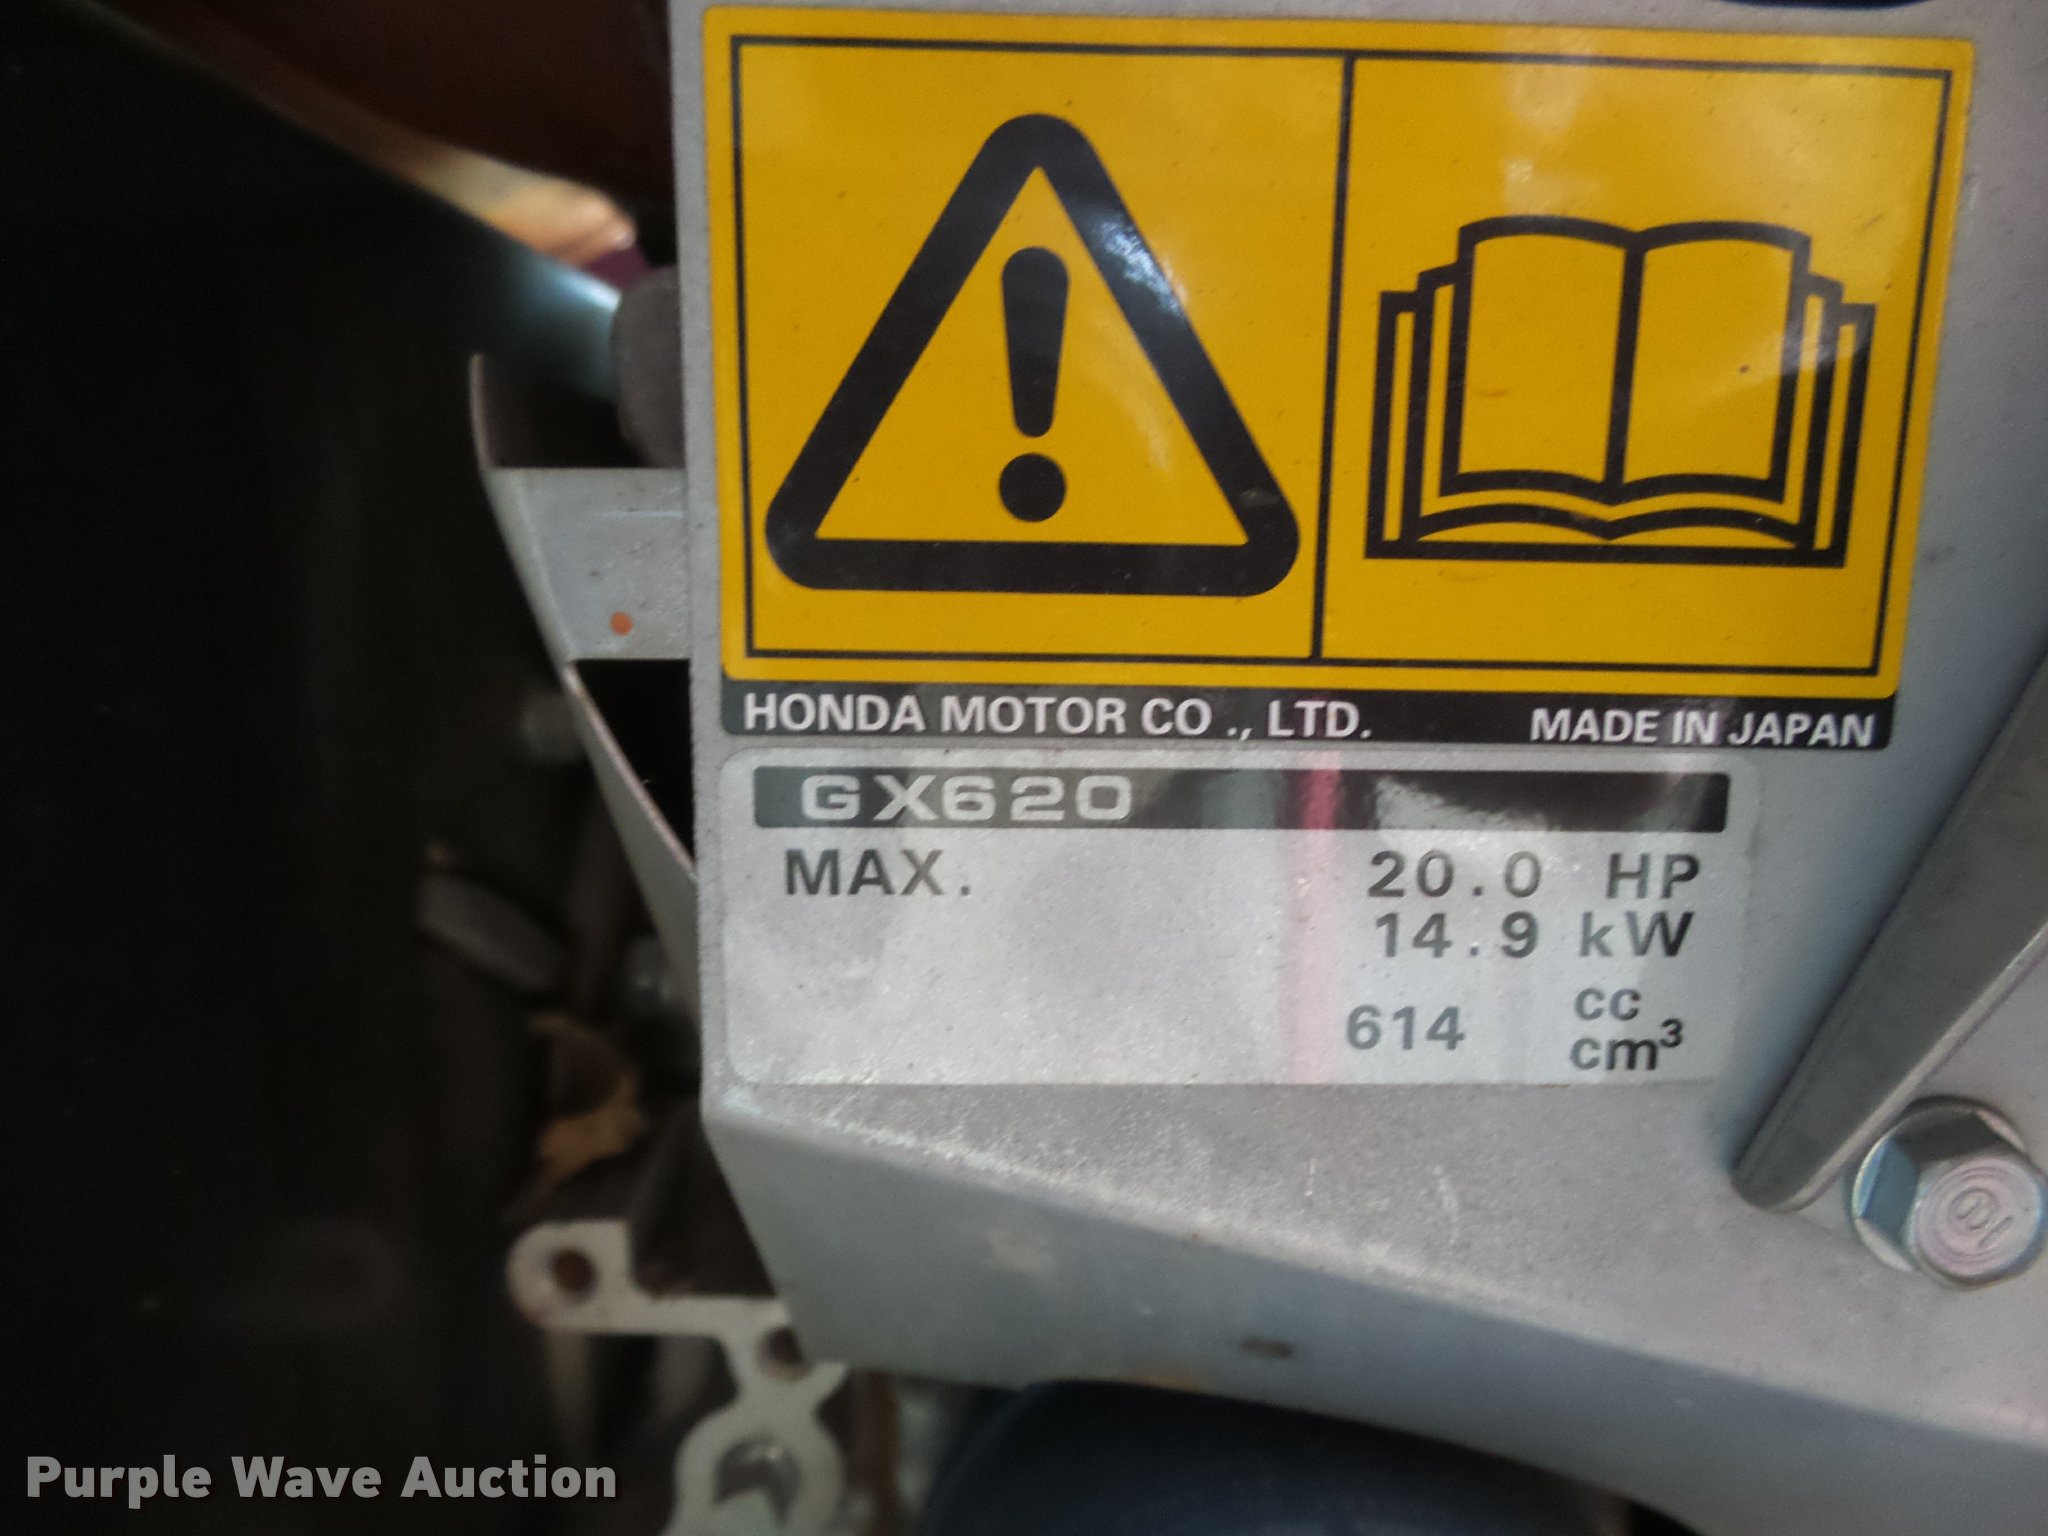 HONDA MOTOR CO., LTD. MADE IN JAPAN
GX620
MAX. 20.0 HP
14.9 kW
614 cc
cm³
10
Purple Wave Auction